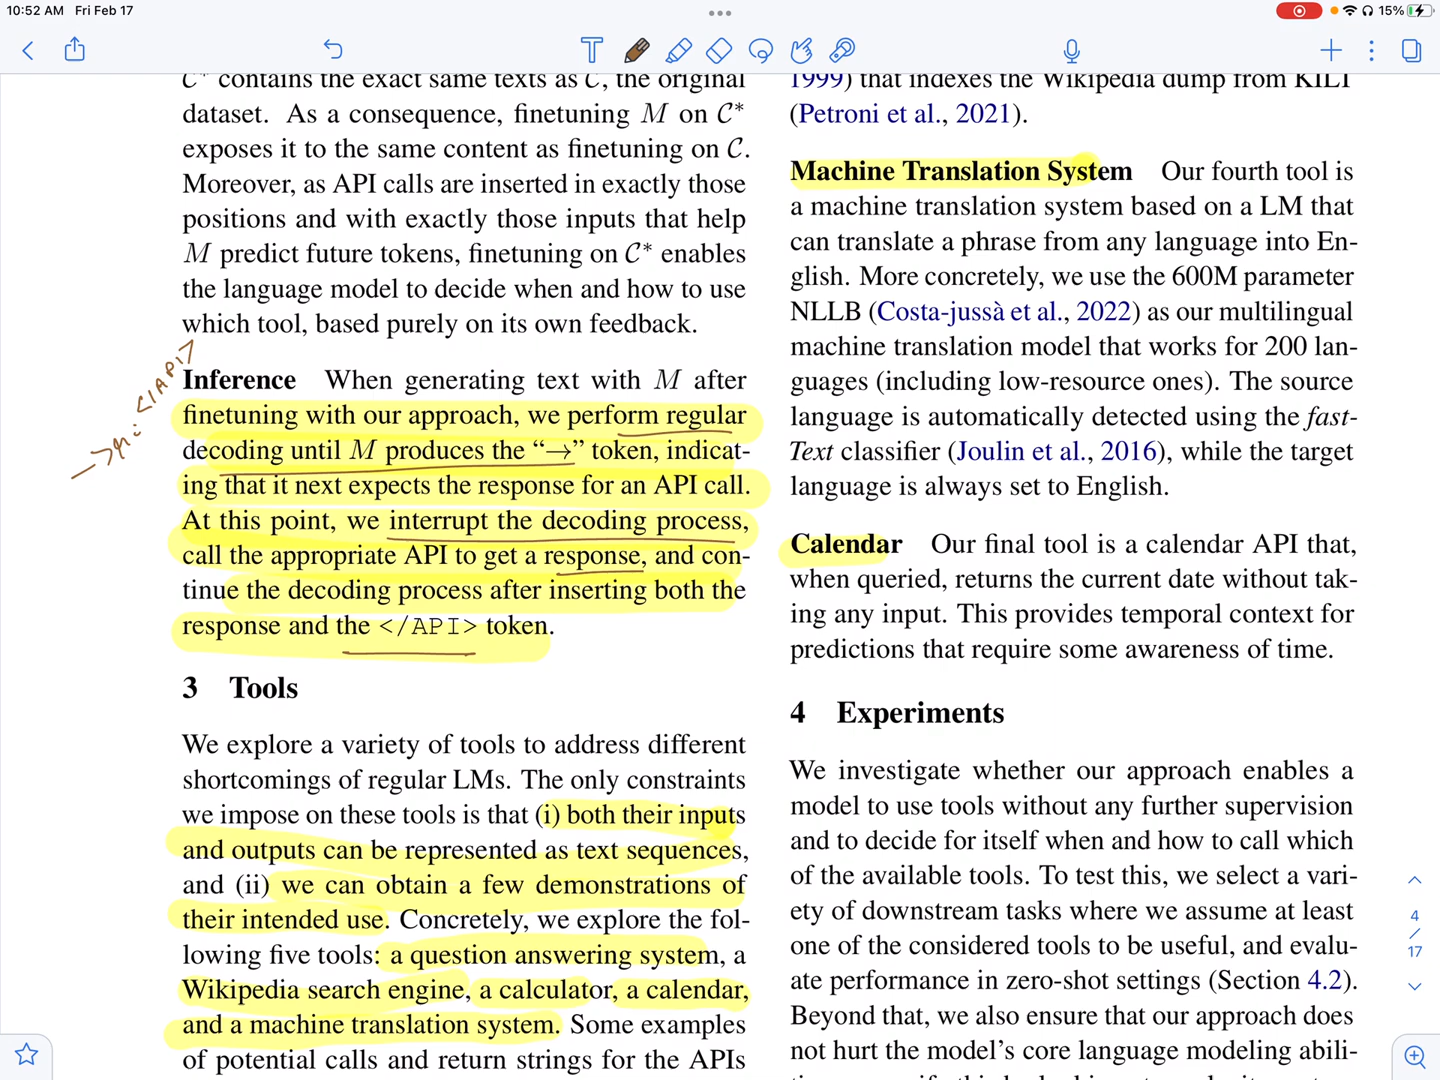 10:52 AM Fri Feb 17
15%
C* contains the exact same texts as C, the original
dataset. As a consequence, finetuning M on C*
exposes it to the same content as finetuning on C.
Moreover, as API calls are inserted in exactly those
positions and with exactly those inputs that help
M predict future tokens, finetuning on C* enables
the language model to decide when and how to use
which tool, based purely on its own feedback.
→ r: </API>
Inference When generating text with M after
finetuning with our approach, we perform regular
decoding until M produces the “→” token, indicat-
ing that it next expects the response for an API call.
At this point, we interrupt the decoding process,
call the appropriate API to get a response, and con-
tinue the decoding process after inserting both the
response and the </API> token.
3 Tools
We explore a variety of tools to address different
shortcomings of regular LMs. The only constraints
we impose on these tools is that (i) both their inputs
and outputs can be represented as text sequences,
and (ii) we can obtain a few demonstrations of
their intended use. Concretely, we explore the fol-
lowing five tools: a question answering system, a
Wikipedia search engine, a calculator, a calendar,
and a machine translation system. Some examples
of potential calls and return strings for the APIs
1999) that indexes the Wikipedia dump from KILT
(Petroni et al., 2021).
Machine Translation System Our fourth tool is
a machine translation system based on a LM that
can translate a phrase from any language into En-
glish. More concretely, we use the 600M parameter
NLLB (Costa-jussà et al., 2022) as our multilingual
machine translation model that works for 200 lan-
guages (including low-resource ones). The source
language is automatically detected using the fast-
Text classifier (Joulin et al., 2016), while the target
language is always set to English.
Calendar Our final tool is a calendar API that,
when queried, returns the current date without tak-
ing any input. This provides temporal context for
predictions that require some awareness of time.
4 Experiments
We investigate whether our approach enables a
model to use tools without any further supervision
and to decide for itself when and how to call which
of the available tools. To test this, we select a vari-
ety of downstream tasks where we assume at least
one of the considered tools to be useful, and evalu-
ate performance in zero-shot settings (Section 4.2).
Beyond that, we also ensure that our approach does
not hurt the model’s core language modeling abili-
4
/
17